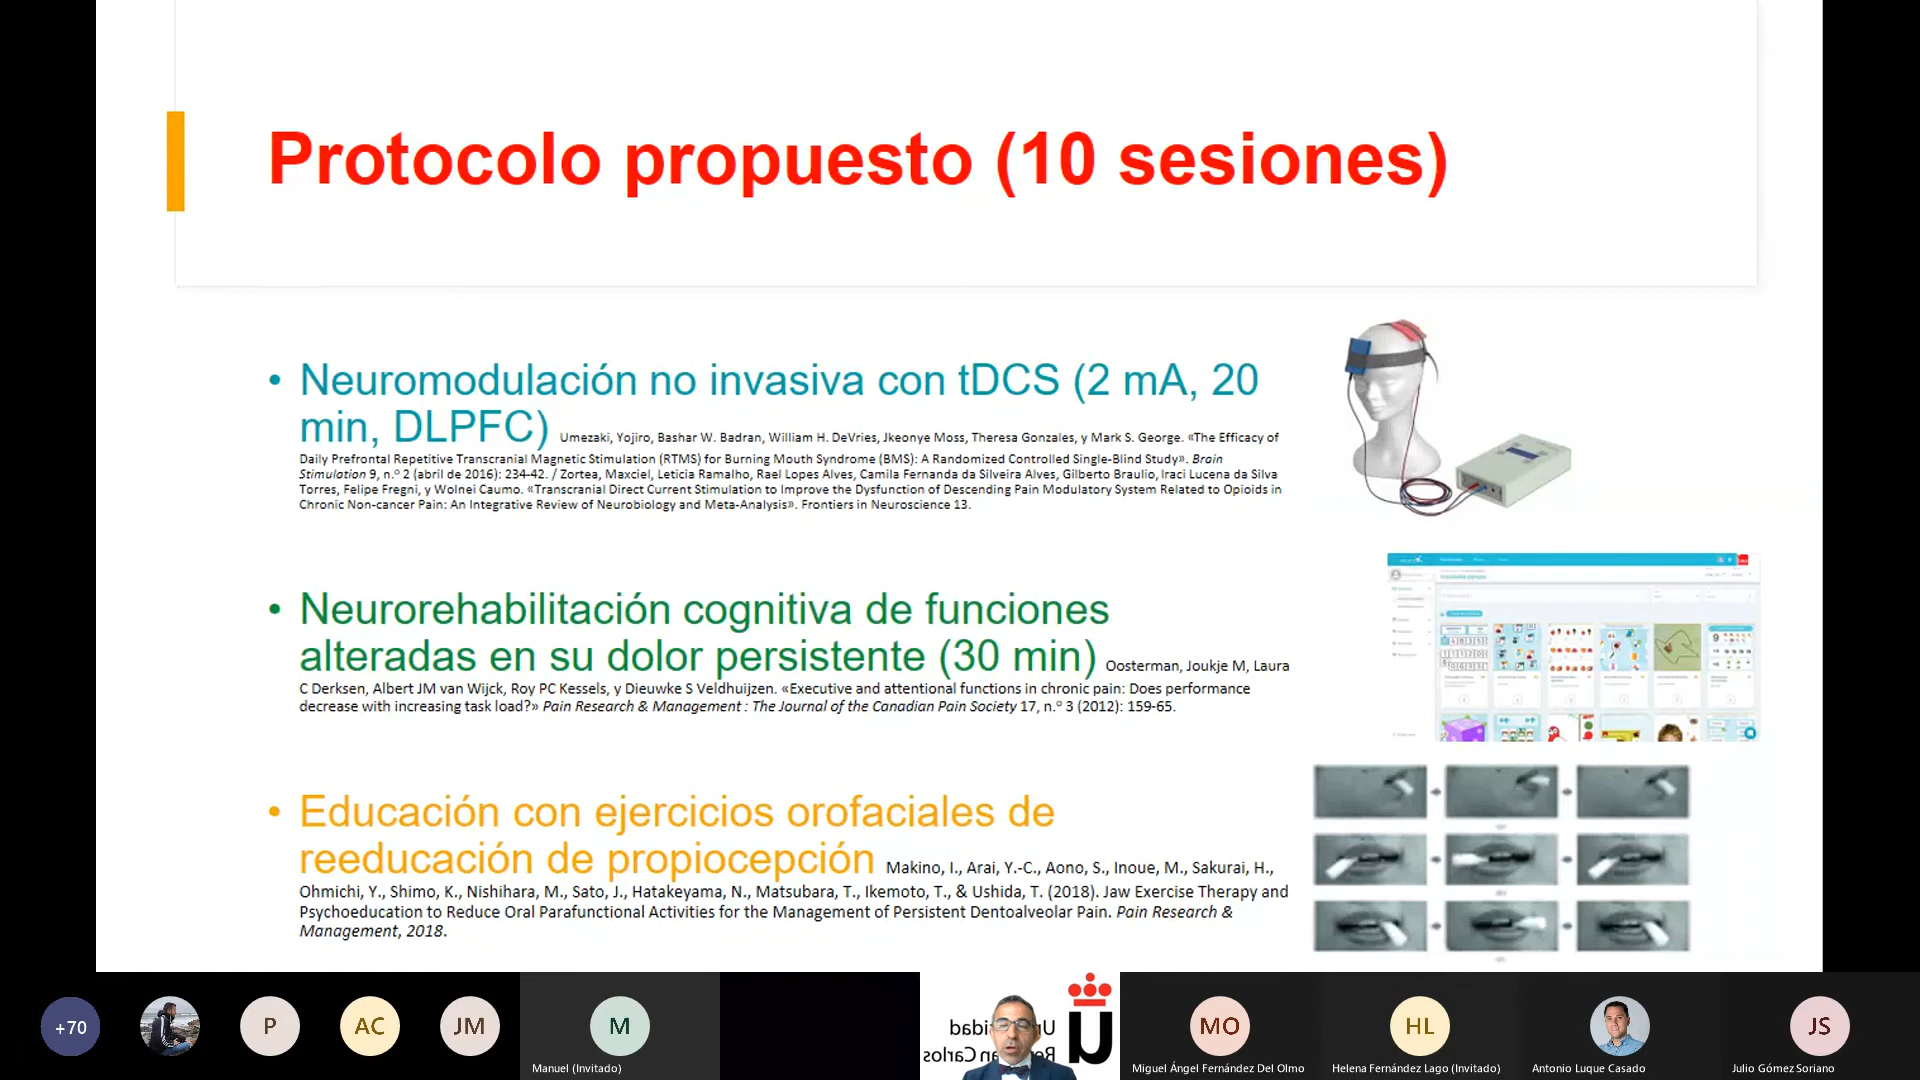 Protocolo propuesto (10 sesiones)
• Neuromodulación no invasiva con tDCS (2 mA, 20
min, DLPFC) Umezaki, Yojiro, Bashar W. Badran, William H. DeVries, Jkeonye Moss, Theresa Gonzales, y Mark S. George. «The Efficacy of
Daily Prefrontal Repetitive Transcranial Magnetic Stimulation (RTMS) for Burning Mouth Syndrome (BMS): A Randomized Controlled Single-Blind Study». Brain
Stimulation 9, n.º 2 (abril de 2016): 234-42. / Zortea, Maxciel, Leticia Ramalho, Rael Lopes Alves, Camila Fernanda da Silveira Alves, Gilberto Braulio, Iraci Lucena da Silva
Torres, Felipe Fregni, y Wolnei Caumo. «Transcranial Direct Current Stimulation to Improve the Dysfunction of Descending Pain Modulatory System Related to Opioids in
Chronic Non-cancer Pain: An Integrative Review of Neurobiology and Meta-Analysis». Frontiers in Neuroscience 13.
• Neurorehabilitación cognitiva de funciones
alteradas en su dolor persistente (30 min) Oosterman, Joukje M, Laura
C Derksen, Albert JM van Wijck, Roy PC Kessels, y Dieuwke S Veldhuijzen. «Executive and attentional functions in chronic pain: Does performance
decrease with increasing task load?» Pain Research & Management : The Journal of the Canadian Pain Society 17, n.º 3 (2012): 159-65.
• Educación con ejercicios orofaciales de
reeducación de propiocepción Makino, I., Arai, Y.-C., Aono, S., Inoue, M., Sakurai, H.,
Ohmichi, Y., Shimo, K., Nishihara, M., Sato, J., Hatakeyama, N., Matsubara, T., Ikemoto, T., & Ushida, T. (2018). Jaw Exercise Therapy and
Psychoeducation to Reduce Oral Parafunctional Activities for the Management of Persistent Dentoalveolar Pain. Pain Research &
Management, 2018.
+70
P
AC
JM
M
MO
HL
JS
Manuel (Invitado)
Miguel Ángel Fernández Del Olmo
Helena Fernández Lago (Invitado)
Antonio Luque Casado
Julio Gómez Soriano